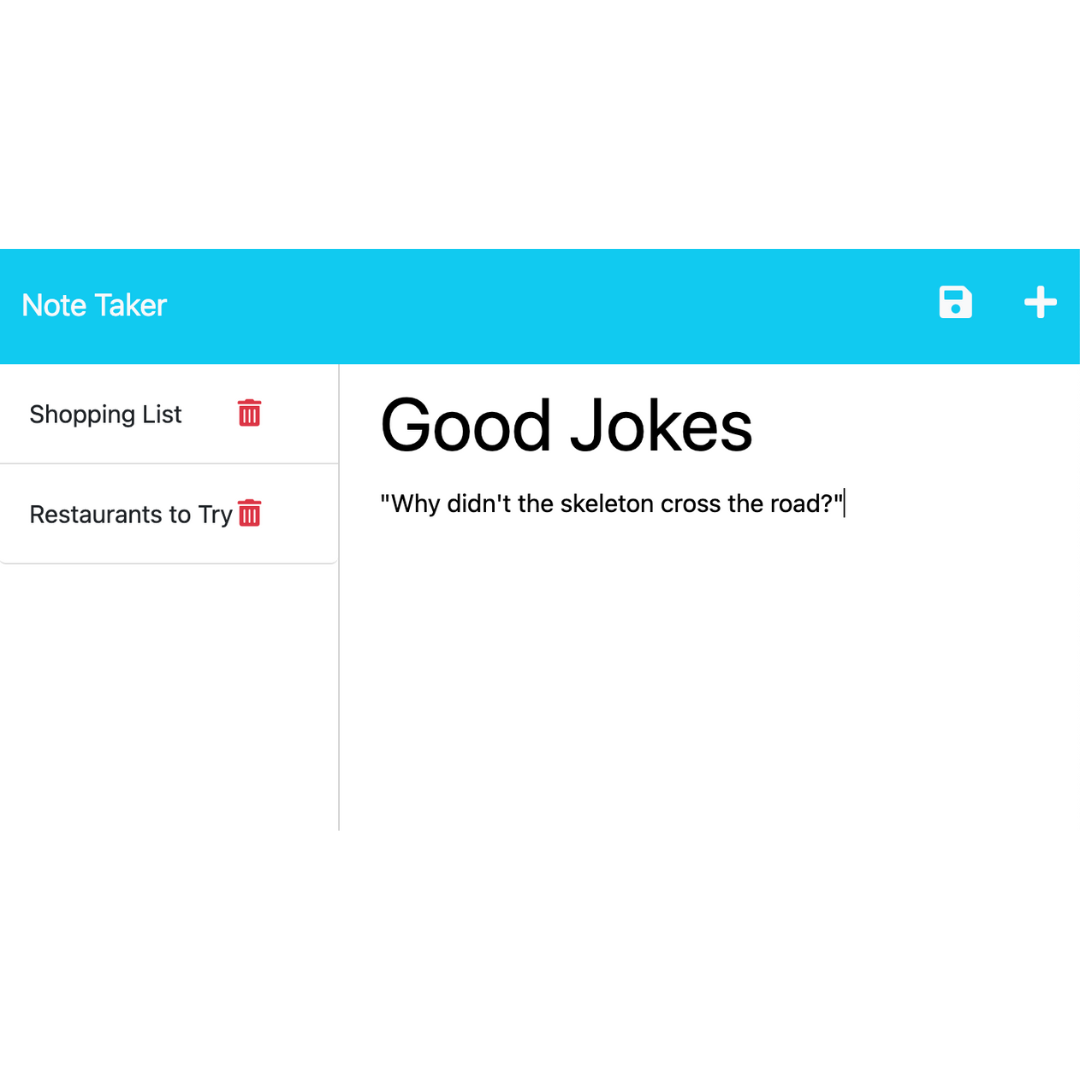 Note Taker
Shopping List
Restaurants to Try
Good Jokes
"Why didn't the skeleton cross the road?"